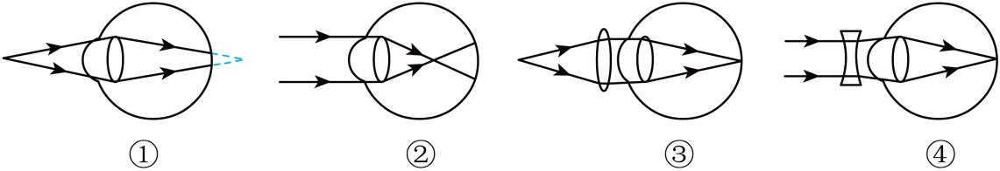 ① ② ③ ④